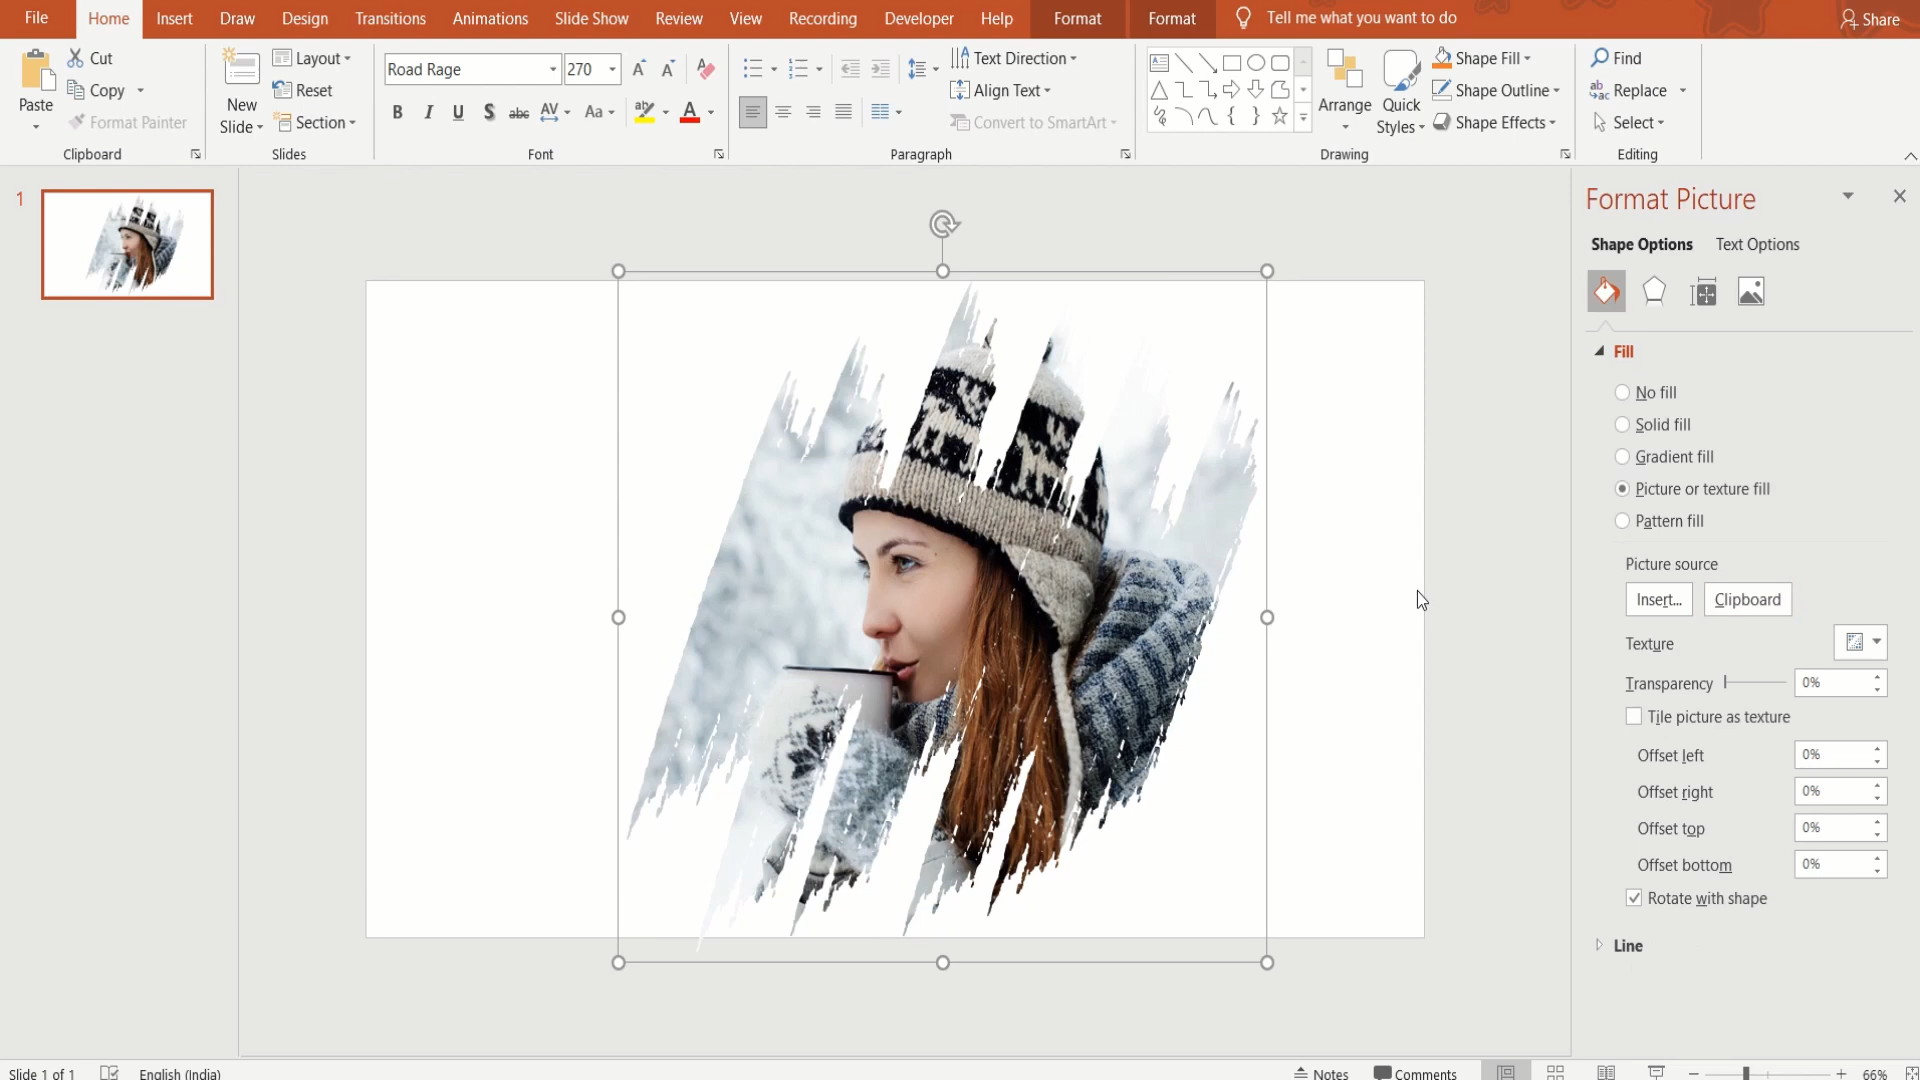 File Home Insert Draw Design Transitions Animations Slide Show Review View Recording Developer Help Format Format Tell me what you want to do Share
Paste
Cut
Copy
Format Painter
Clipboard
New
Slide
Layout
Reset
Section
Slides
Road Rage 270
B I U S abc AV Aa A
Font
Text Direction
Align Text
Convert to SmartArt
Paragraph
Arrange
Quick
Styles
Shape Fill
Shape Outline
Shape Effects
Drawing
Find
Replace
Select
Editing
1
Format Picture
Shape Options Text Options
Fill
No fill
Solid fill
Gradient fill
Picture or texture fill
Pattern fill
Picture source
Insert... Clipboard
Texture
Transparency 0%
Tile picture as texture
Offset left 0%
Offset right 0%
Offset top 0%
Offset bottom 0%
Rotate with shape
Line
Slide 1 of 1 English (India) Notes Comments 66%